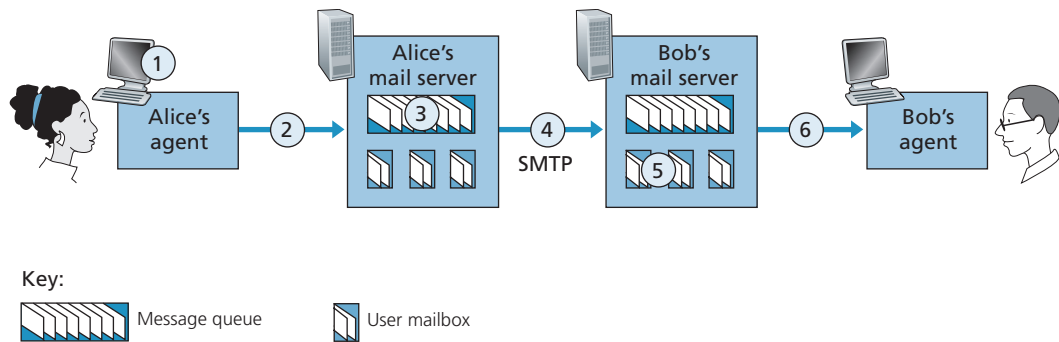 1
Alice's
agent
2
Alice's
mail server
3
4
SMTP
Bob's
mail server
5
6
Bob's
agent
Key:
Message queue
User mailbox